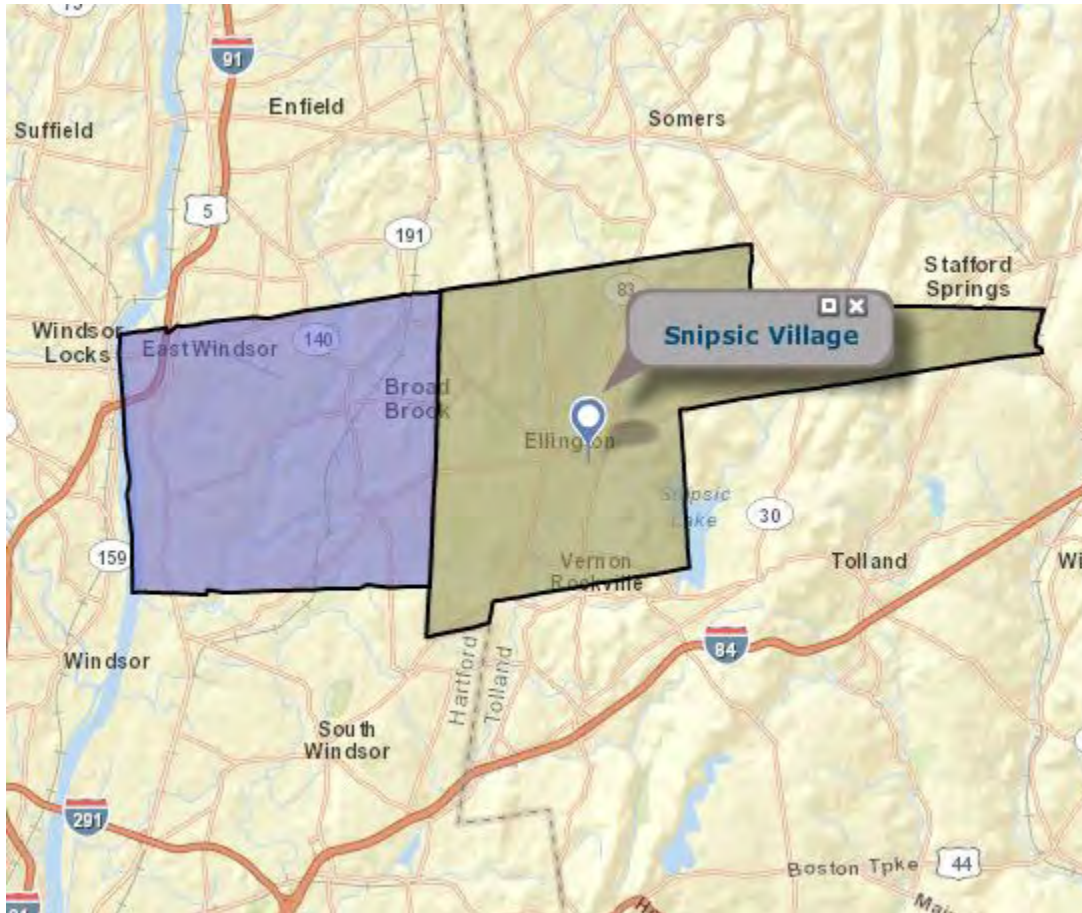 91
Enfield
Suffield
Somers
5
191
Stafford
Springs
83
Snipsic Village
Windsor
Locks
East Windsor
140
Broad
Brook
Ellington
Snipsic
Lake
30
159
Vernon
Rockville
Tolland
Windsor
84
Hartford
Tolland
South
Windsor
291
Boston Tpke
44